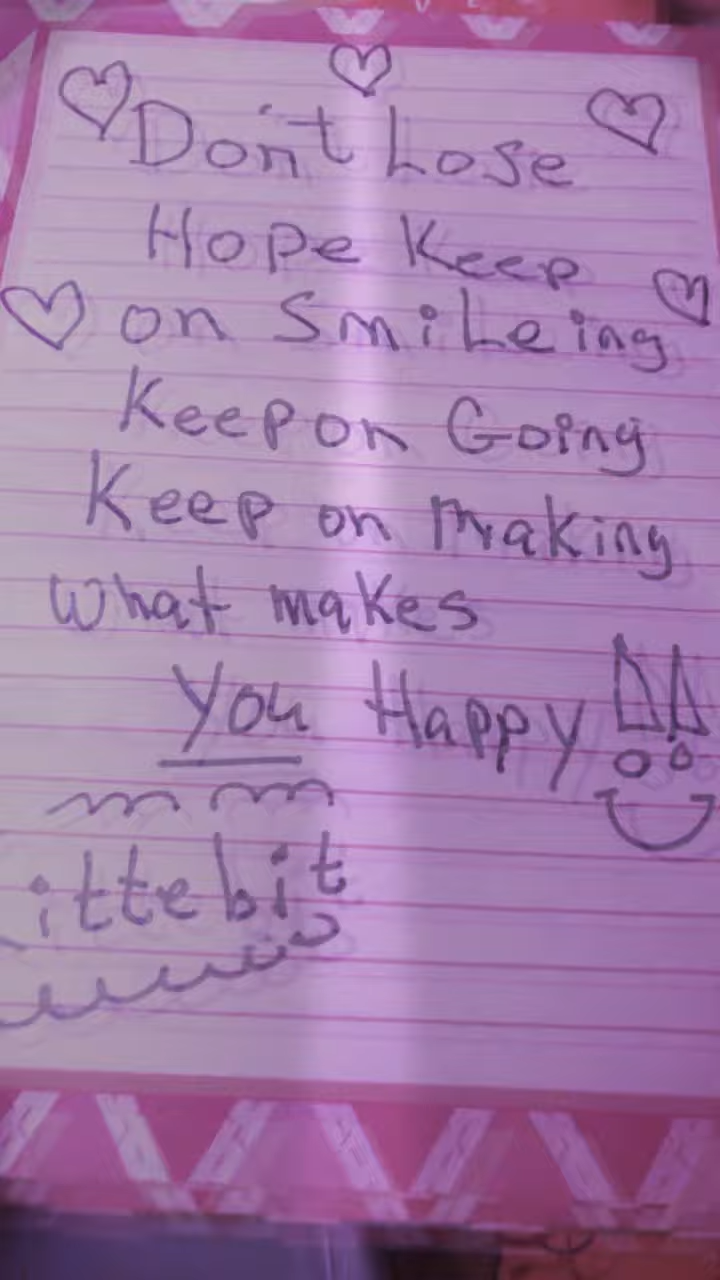 Don't Lose
Hope Keep
on Smileing
Keep on Going
Keep on Making
what makes
you Happy!!
ittebit